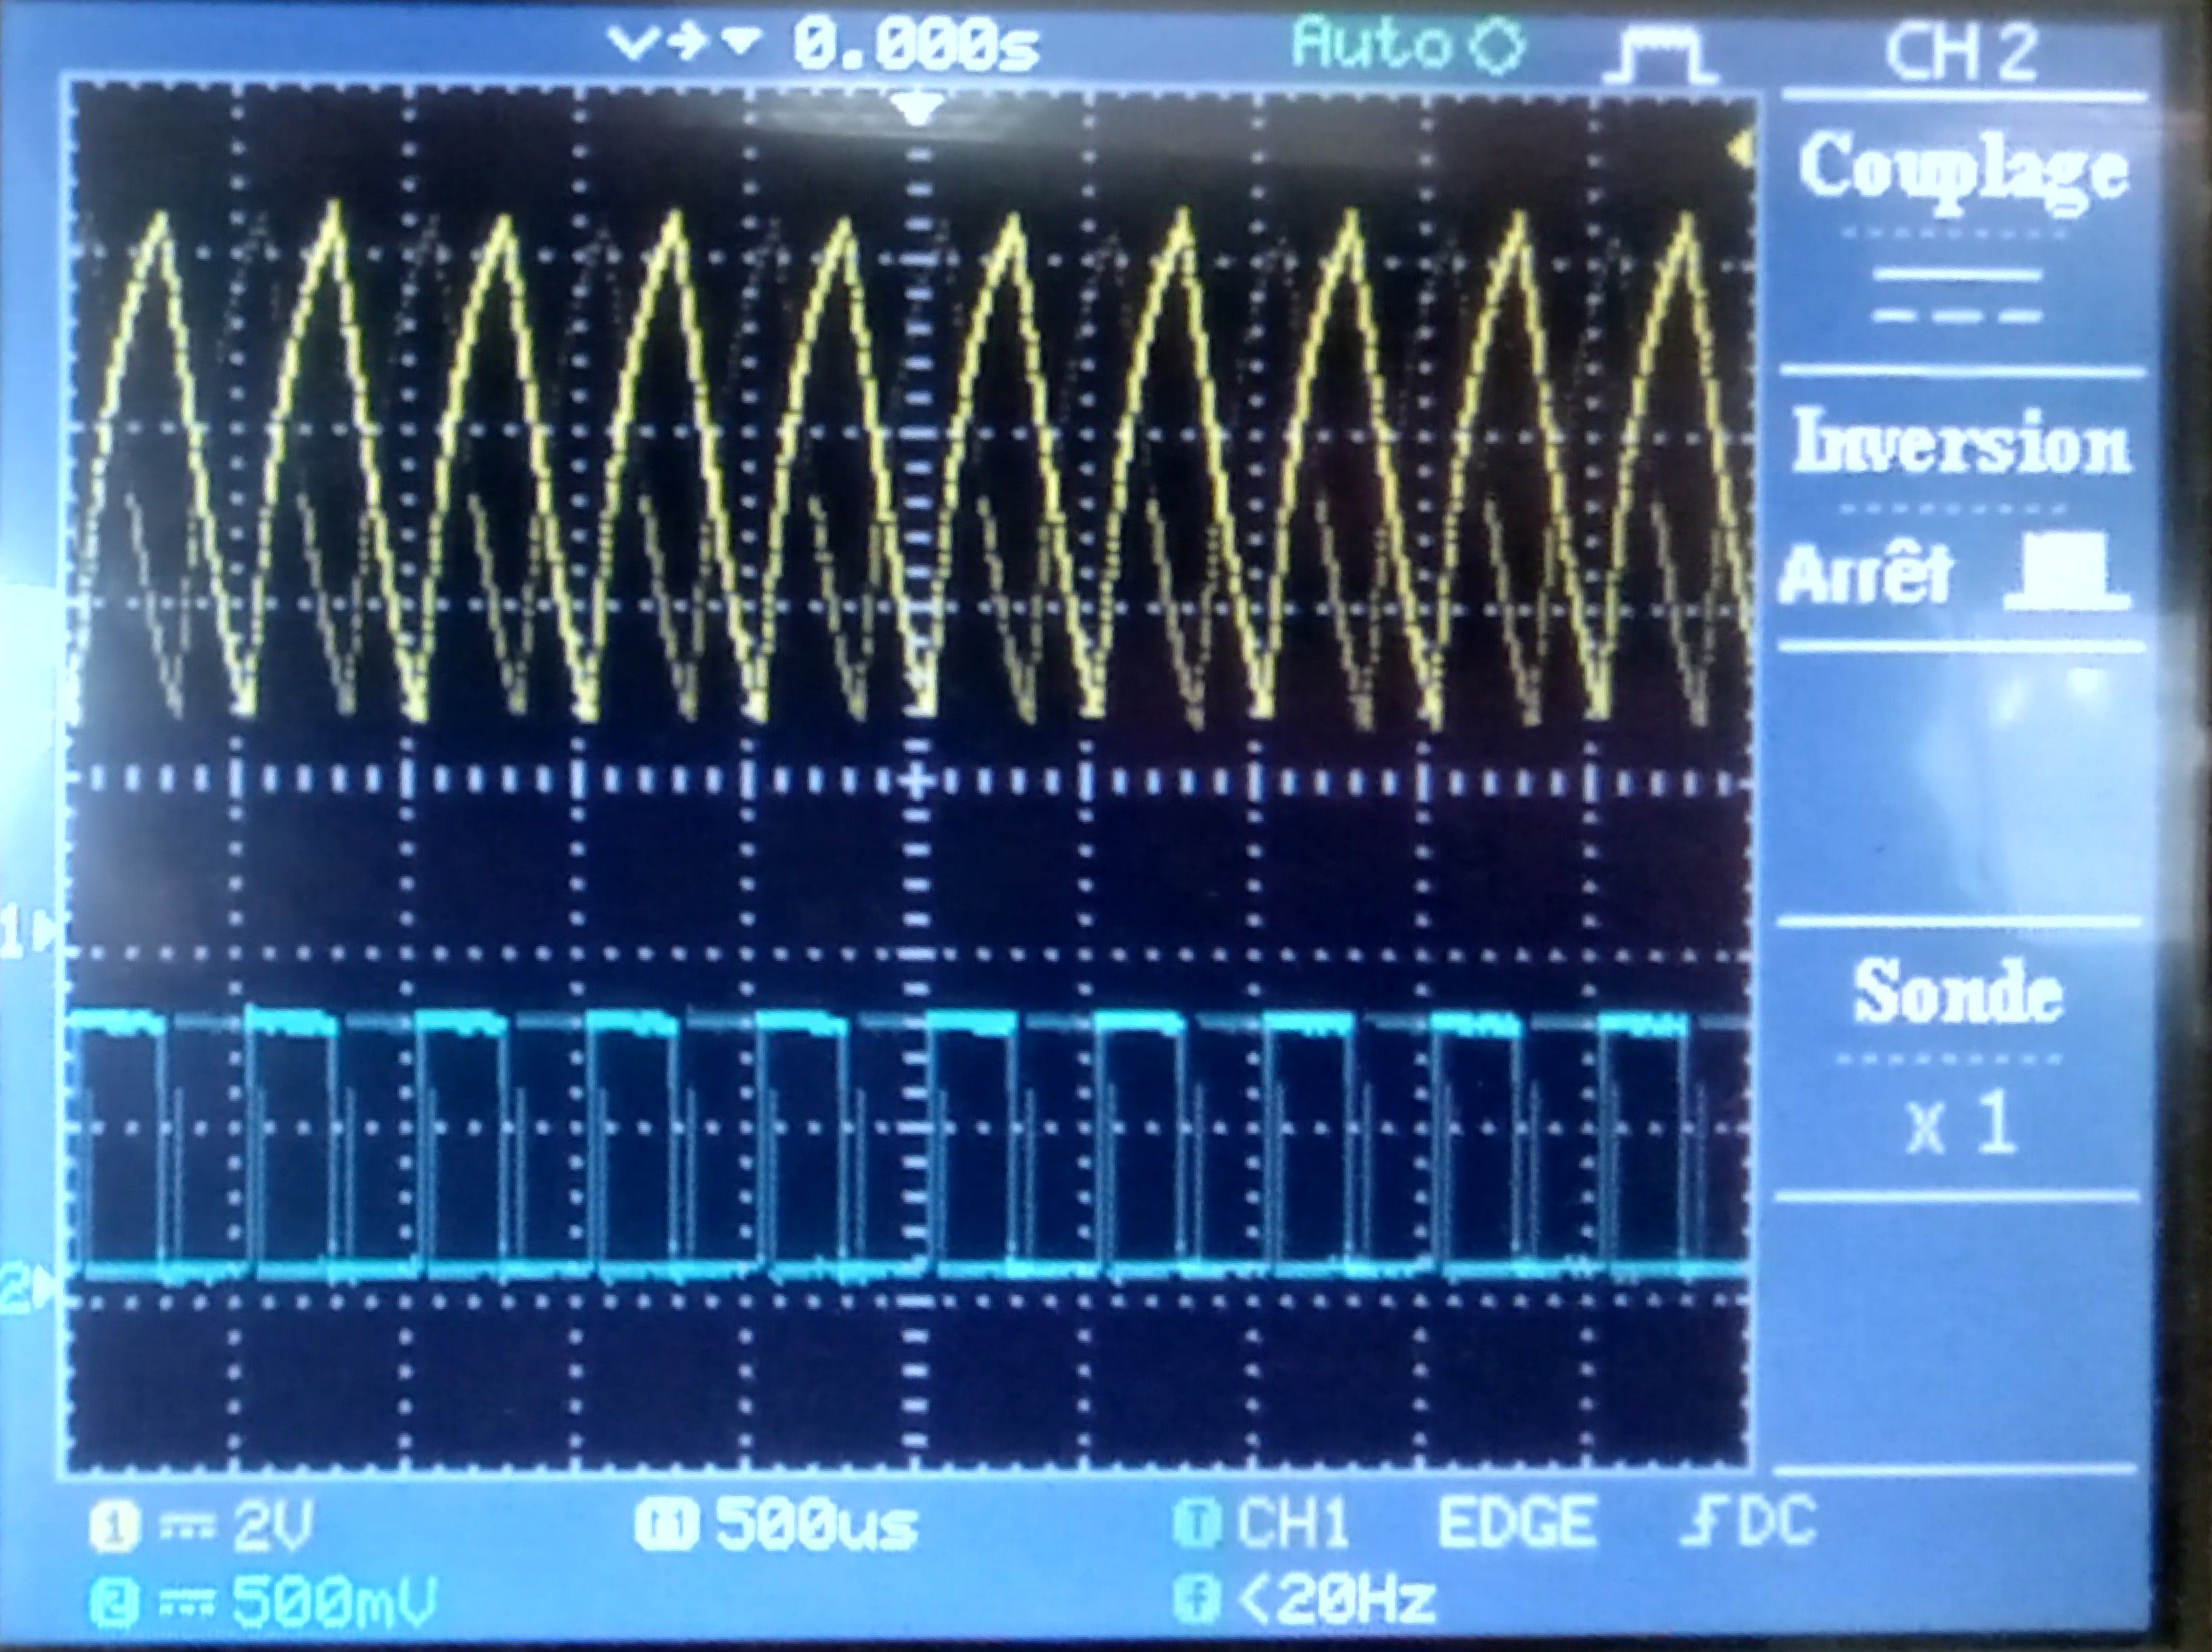 0.000s Auto CH 2
Couplage
Inversion
Arrêt
1
Sonde
x 1
2
1 2V M 500us T CH1 EDGE DC
2 500mV f <20Hz